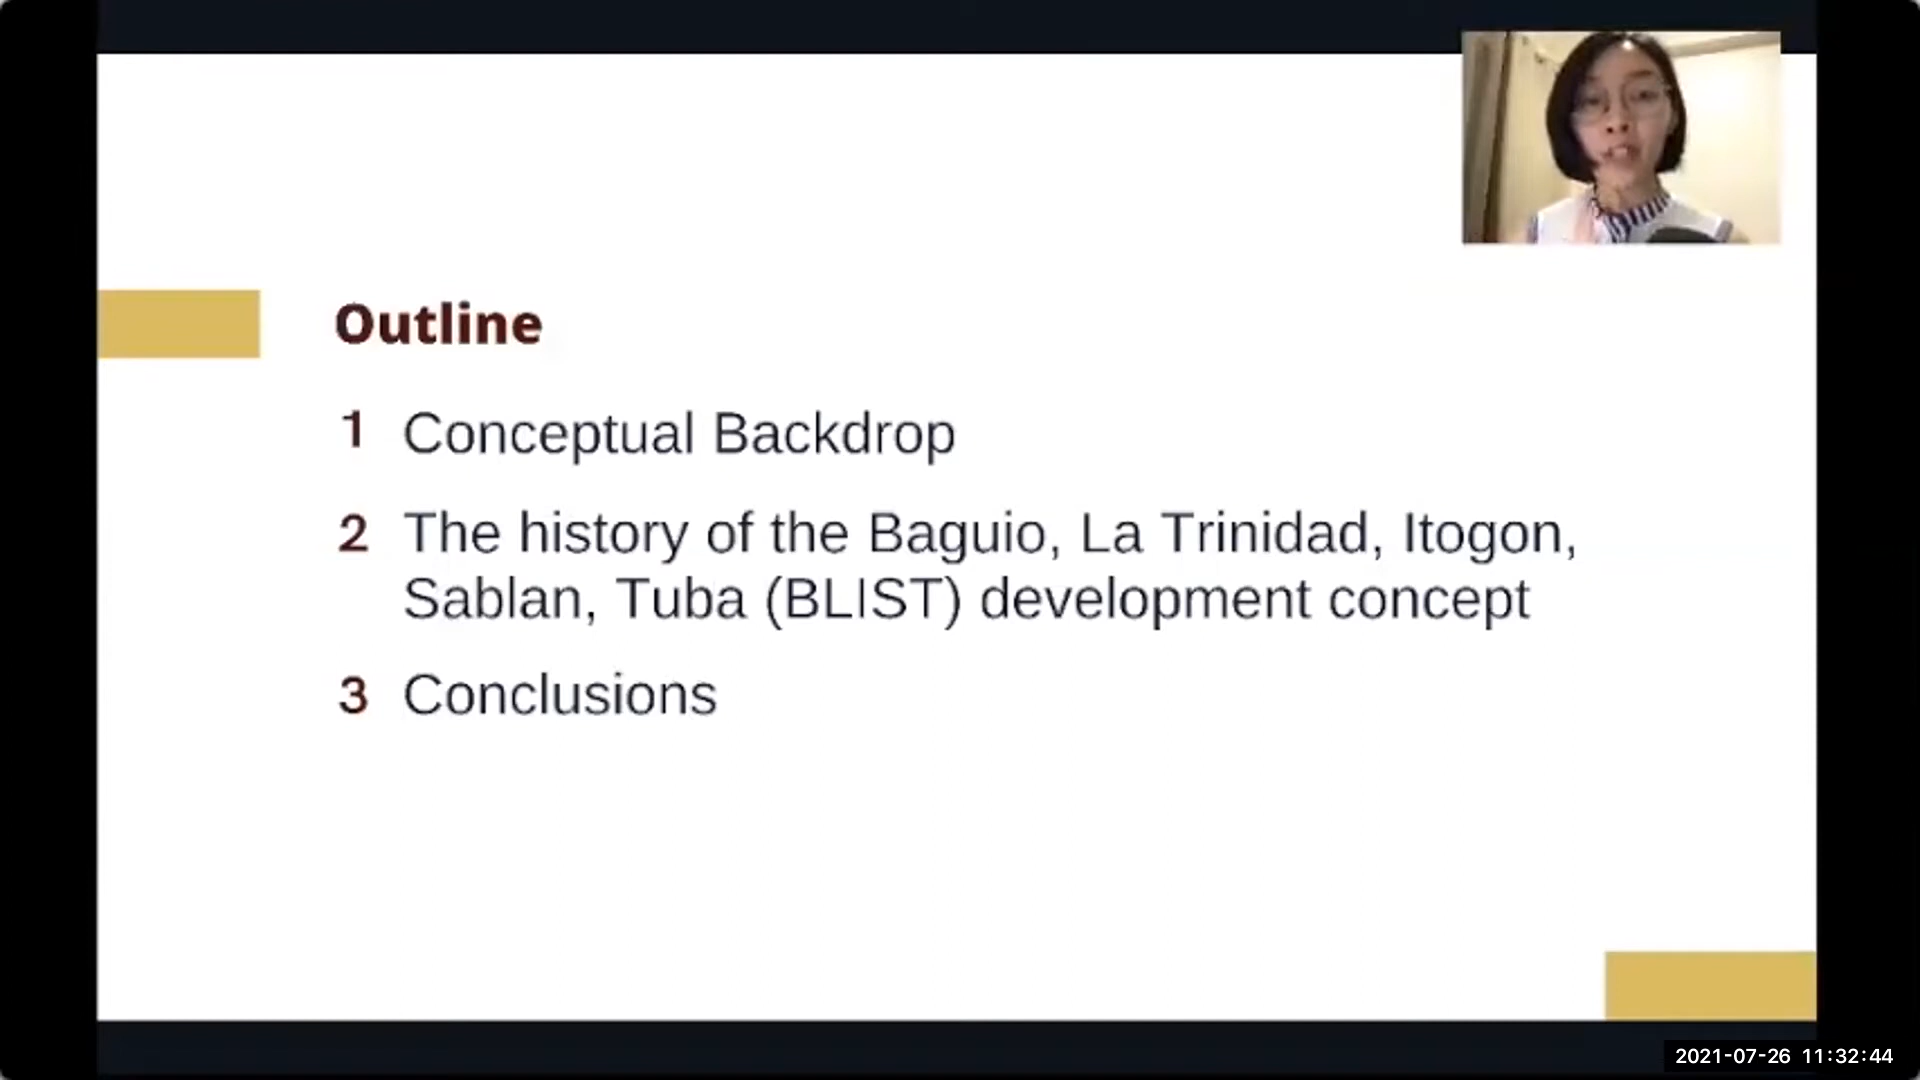 Outline
1 Conceptual Backdrop
2 The history of the Baguio, La Trinidad, Itogon,
Sablan, Tuba (BLIST) development concept
3 Conclusions
2021-07-26 11:32:44